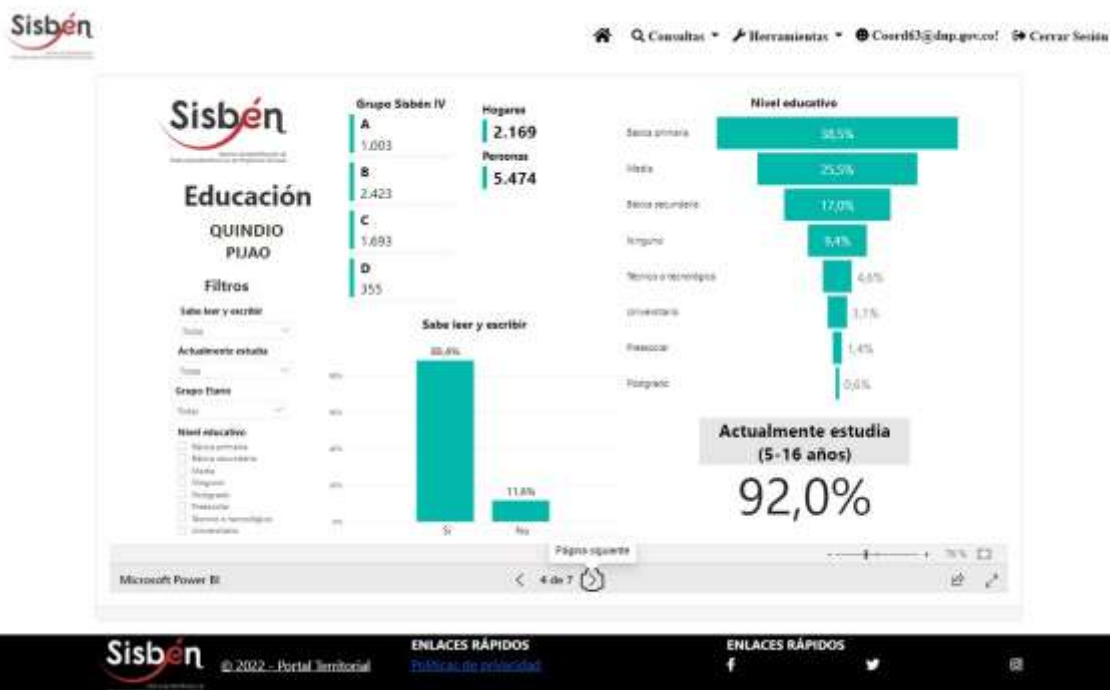 Sisbén
Consultas
Herramientas
Coord63@dnp.gov.co!
Cerrar Sesión
Sisbén
Educación
QUINDIO
PIJAO
Filtros
Sabe leer y escribir
Todas
Actualmente estudia
Todas
Grupo Etario
Todas
Nivel educativo
Básica primaria
Básica secundaria
Media
Ninguno
Postgrado
Preescolar
Técnico o tecnológico
Universitario
Grupo Sisbén IV
A
1.003
B
2.423
C
1.693
D
355
Hogares
2.169
Personas
5.474
Sabe leer y escribir
88,4%
11,6%
Si
No
Nivel educativo
Básica primaria
38,5%
Media
25,5%
Básica secundaria
17,0%
Ninguno
9,4%
Técnico o tecnológico
4,6%
Universitario
3,1%
Preescolar
1,4%
Postgrado
0,6%
Actualmente estudia
(5-16 años)
92,0%
Página siguiente
Microsoft Power BI
4 de 7
Sisbén
© 2022 - Portal Territorial
ENLACES RÁPIDOS
Políticas de privacidad
ENLACES RÁPIDOS